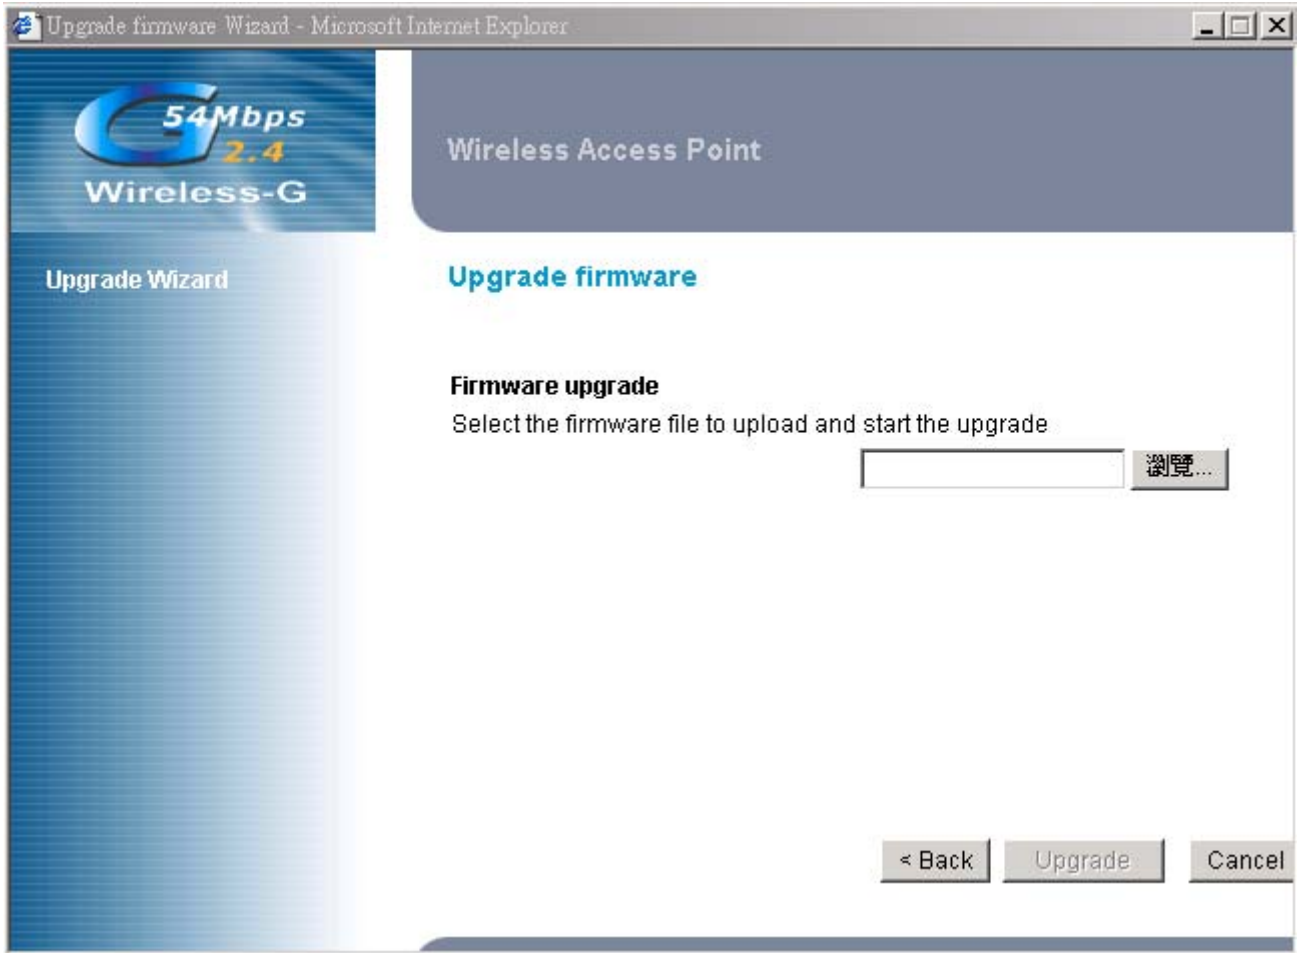 Upgrade firmware Wizard - Microsoft Internet Explorer
54Mbps
2.4
Wireless-G
Wireless Access Point
Upgrade Wizard
Upgrade firmware
Firmware upgrade
Select the firmware file to upload and start the upgrade
瀏覽...
< Back
Upgrade
Cancel